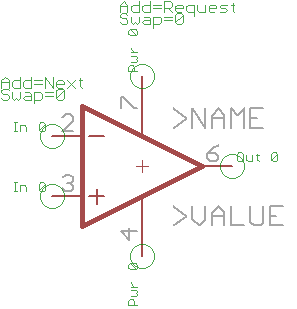 Add=Request
Swap=0
Pwr 0
7
Add=Next
Swap=0
>NAME
In 0
2
6
Out 0
In 0
3
>VALUE
4
Pwr 0